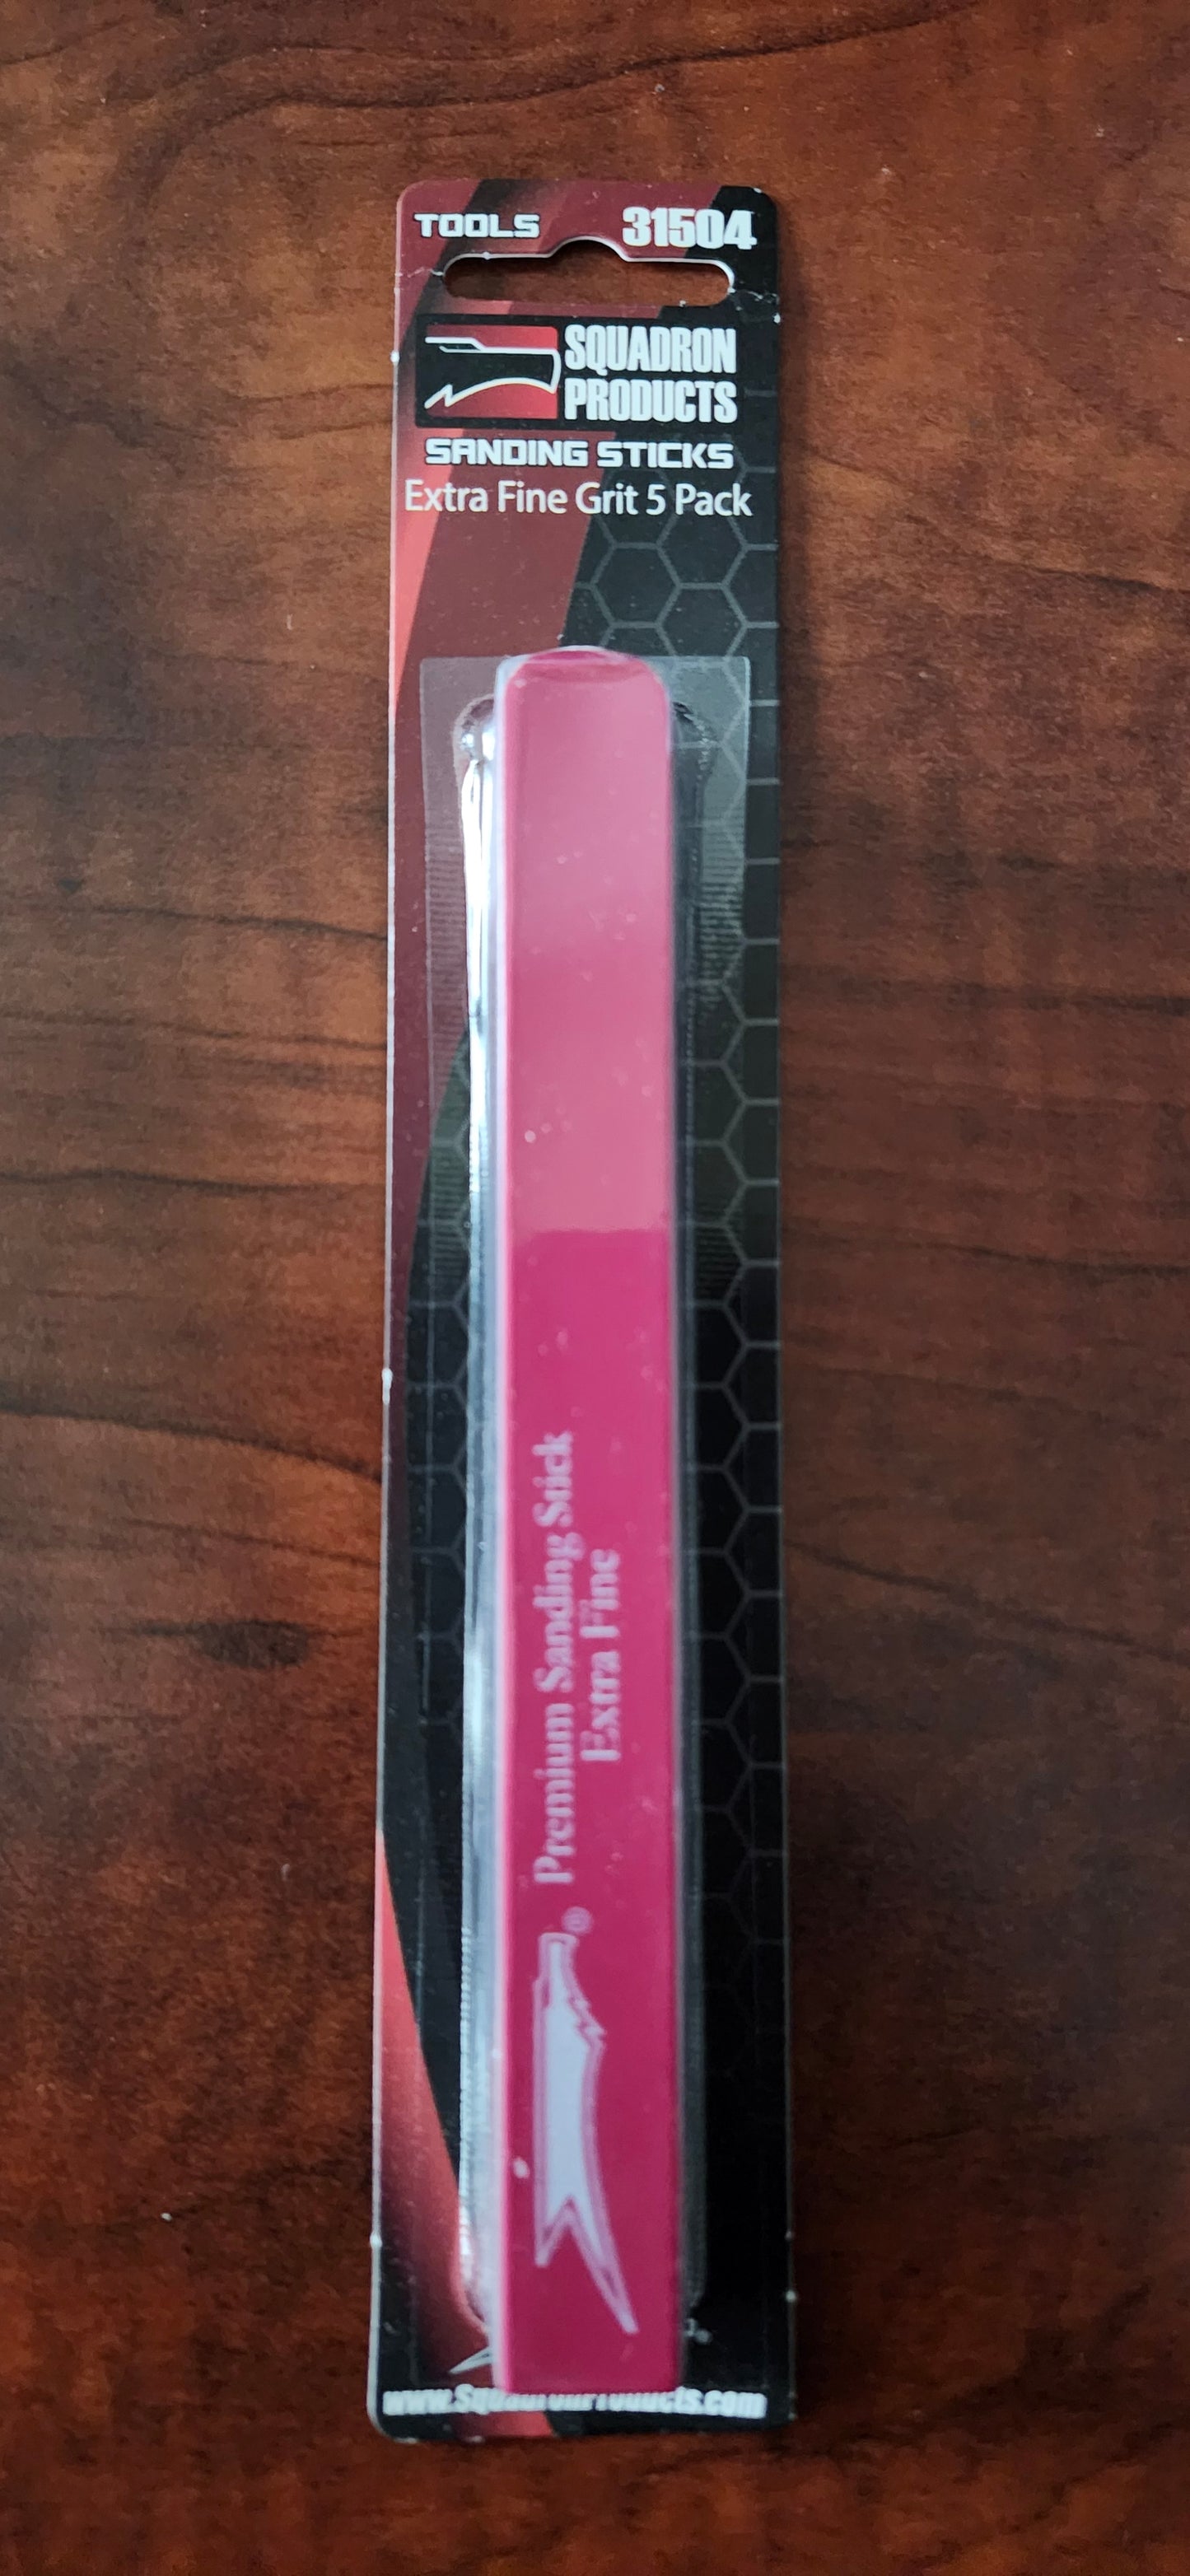 TOOLS 31504
SQUADRON
PRODUCTS
SANDING STICKS
Extra Fine Grit 5 Pack
Premium Sanding Stick
Extra Fine
®